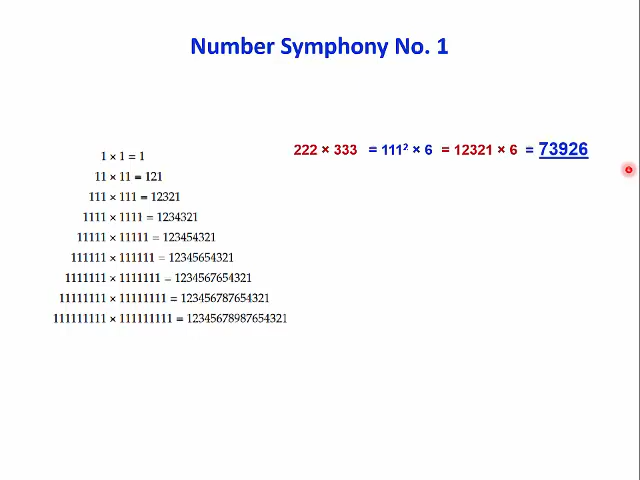 Number Symphony No. 1
222 × 333 = 111² × 6 = 12321 × 6 = 73926
1 × 1 = 1
11 × 11 = 121
111 × 111 = 12321
1111 × 1111 = 1234321
11111 × 11111 = 123454321
111111 × 111111 = 12345654321
1111111 × 1111111 = 1234567654321
11111111 × 11111111 = 123456787654321
111111111 × 111111111 = 12345678987654321